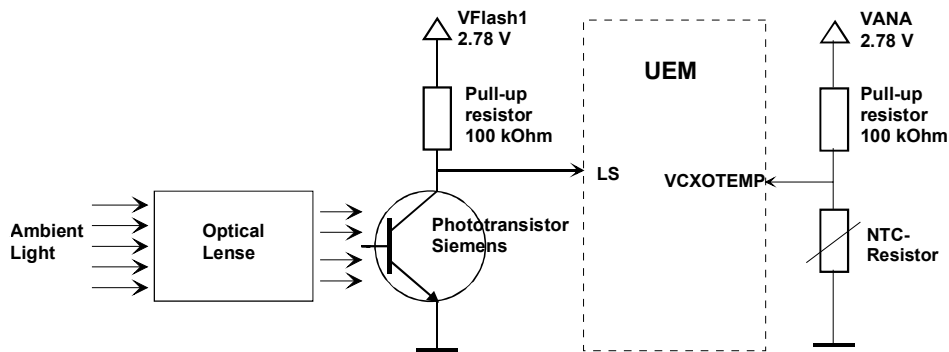 VFlash1
2.78 V
Pull-up
resistor
100 kOhm
UEM
VANA
2.78 V
Pull-up
resistor
100 kOhm
LS
VCXOTEMP
Ambient
Light
Optical
Lense
Phototransistor
Siemens
NTC-
Resistor